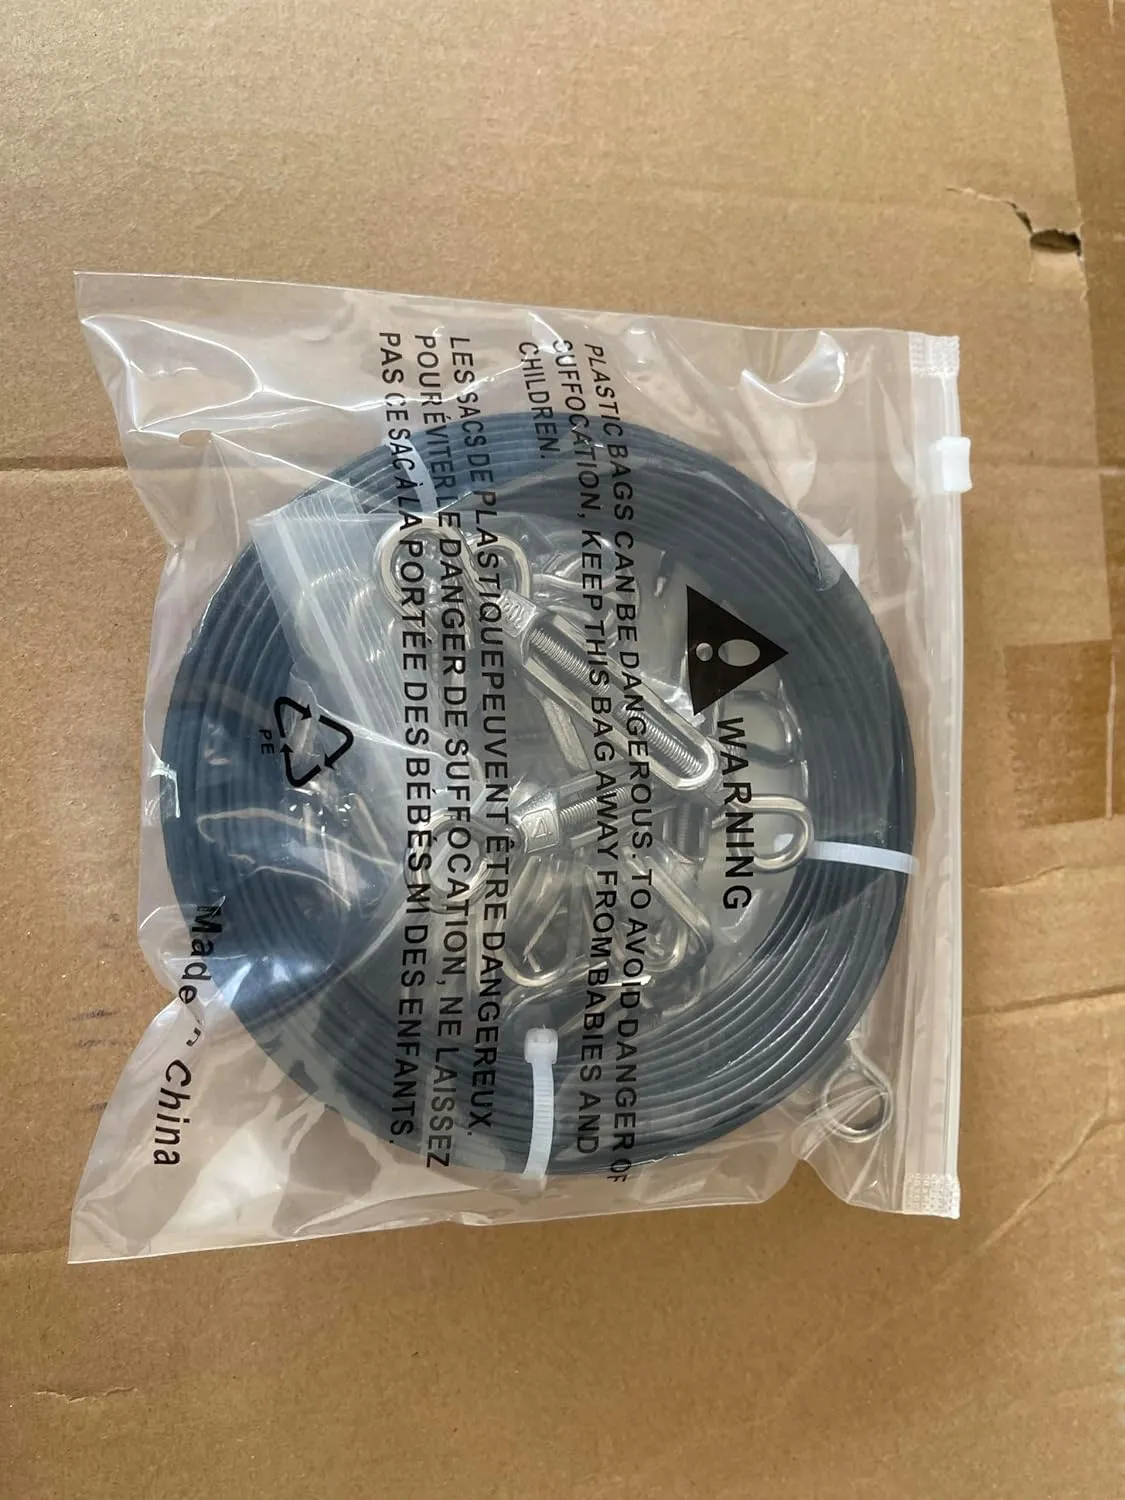 WARNING
PLASTIC BAGS CAN BE DANGEROUS. TO AVOID DANGER OF
SUFFOCATION, KEEP THIS BAG AWAY FROM BABIES AND
CHILDREN.
LES SACS DE PLASTIQUE PEUVENT ÊTRE DANGEREUX.
POUR ÉVITER LE DANGER DE SUFFOCATION, NE LAISSEZ
PAS CE SAC À LA PORTÉE DES BÉBÉS NI DES ENFANTS.
PE
Made China